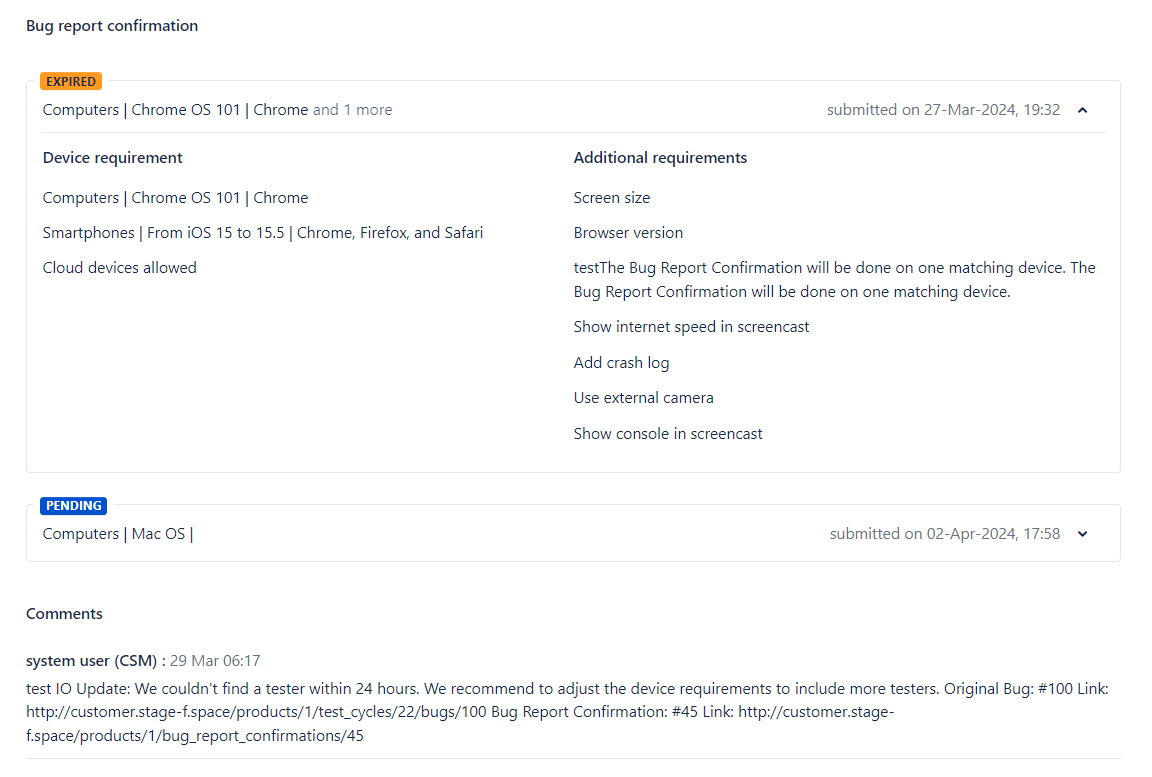 Bug report confirmation
EXPIRED
Computers | Chrome OS 101 | Chrome and 1 more
submitted on 27-Mar-2024, 19:32
Device requirement
Computers | Chrome OS 101 | Chrome
Smartphones | From iOS 15 to 15.5 | Chrome, Firefox, and Safari
Cloud devices allowed
Additional requirements
Screen size
Browser version
testThe Bug Report Confirmation will be done on one matching device. The
Bug Report Confirmation will be done on one matching device.
Show internet speed in screencast
Add crash log
Use external camera
Show console in screencast
PENDING
Computers | Mac OS |
submitted on 02-Apr-2024, 17:58
Comments
system user (CSM) : 29 Mar 06:17
test IO Update: We couldn't find a tester within 24 hours. We recommend to adjust the device requirements to include more testers. Original Bug: #100 Link:
http://customer.stage-f.space/products/1/test_cycles/22/bugs/100 Bug Report Confirmation: #45 Link: http://customer.stage-
f.space/products/1/bug_report_confirmations/45